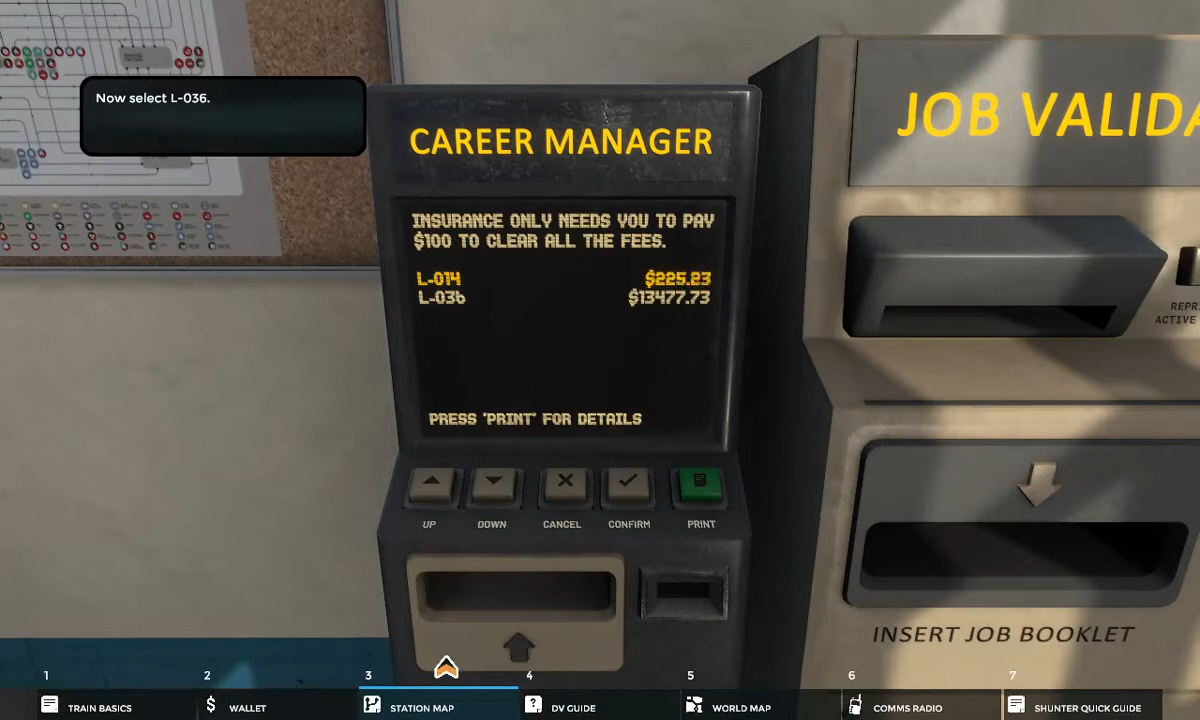 Now select L-036.
CAREER MANAGER
INSURANCE ONLY NEEDS YOU TO PAY
$100 TO CLEAR ALL THE FEES.
L-014 $225.23
L-036 $13477.73
PRESS 'PRINT' FOR DETAILS
UP DOWN CANCEL CONFIRM PRINT
JOB VALIDA
REPRI
ACTIVE
INSERT JOB BOOKLET
1 2 3 4 5 6 7
TRAIN BASICS $ WALLET STATION MAP ? DV GUIDE WORLD MAP COMMS RADIO SHUNTER QUICK GUIDE